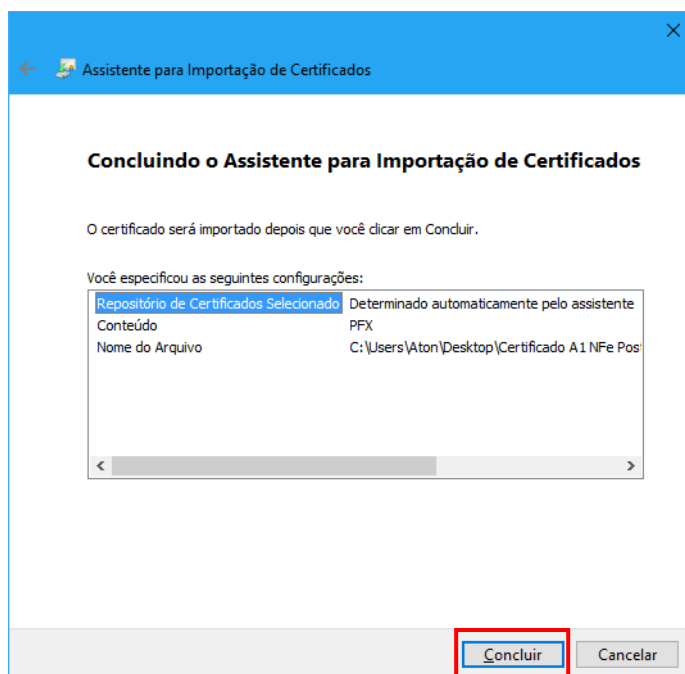 Assistente para Importação de Certificados
Concluindo o Assistente para Importação de Certificados
O certificado será importado depois que você clicar em Concluir.
Você especificou as seguintes configurações:
Repositório de Certificados Selecionado Determinado automaticamente pelo assistente
Conteúdo PFX
Nome do Arquivo C:\Users\Aton\Desktop\Certificado A1 NFe Pos
Concluir Cancelar